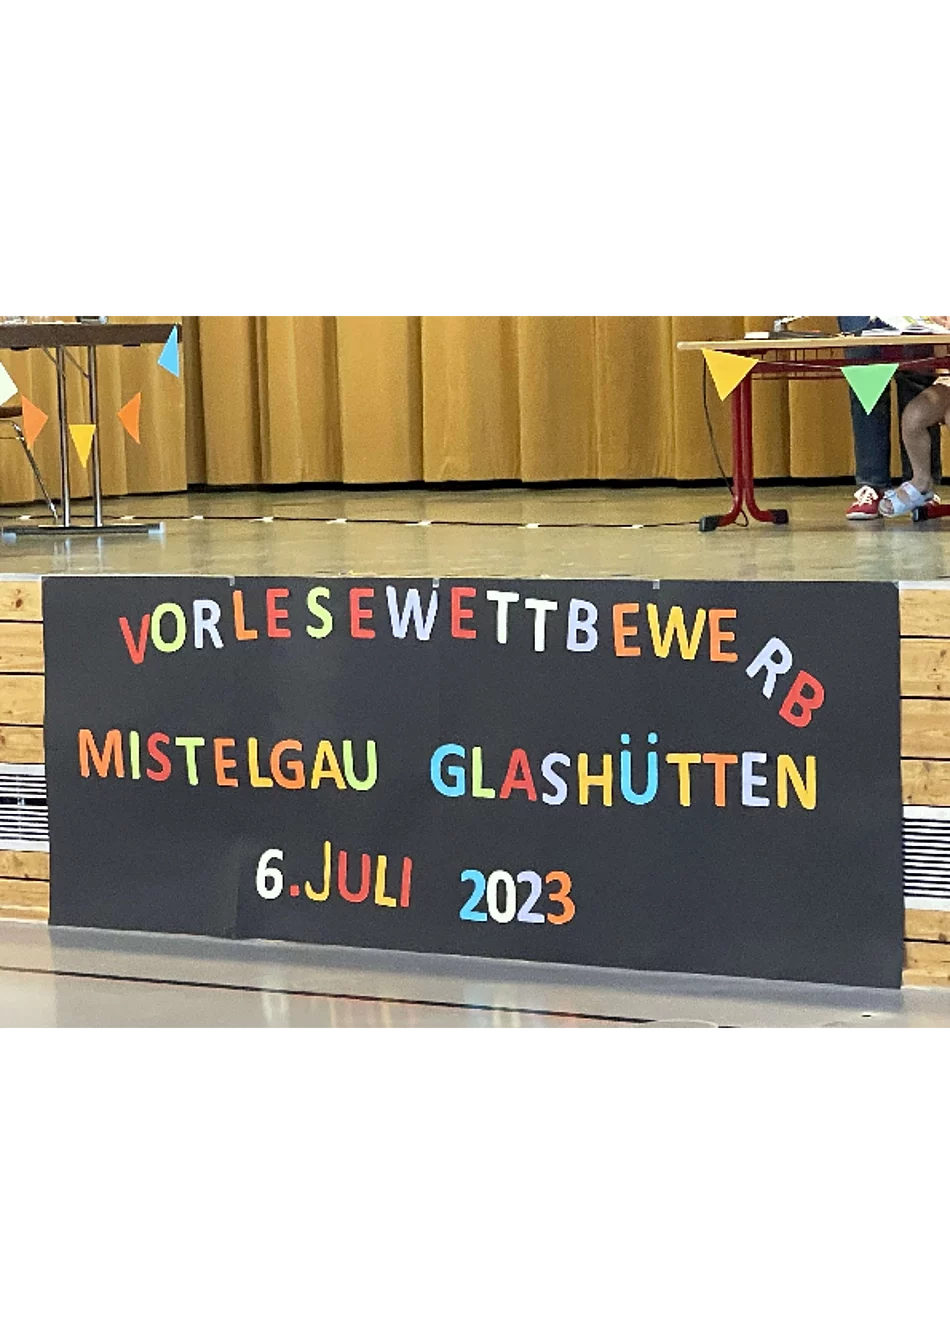 VORLESEWETTBEWERB
MISTELGAU GLASHÜTTEN
6.JULI 2023